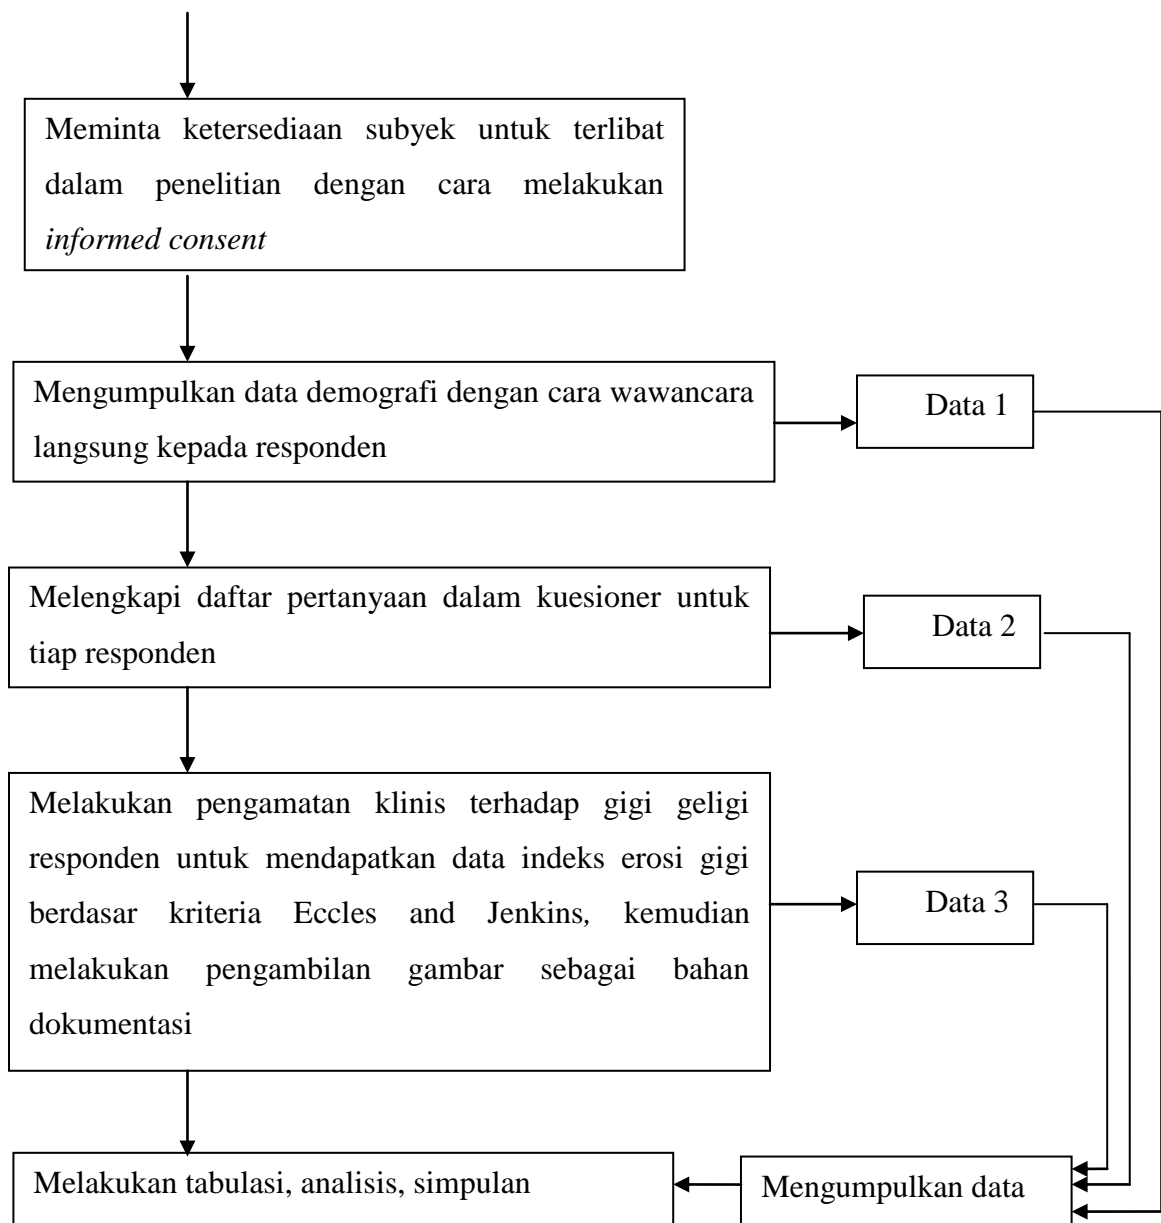 Meminta ketersediaan subyek untuk terlibat
dalam penelitian dengan cara melakukan
informed consent
Mengumpulkan data demografi dengan cara wawancara
langsung kepada responden
Data 1
Melengkapi daftar pertanyaan dalam kuesioner untuk
tiap responden
Data 2
Melakukan pengamatan klinis terhadap gigi geligi
responden untuk mendapatkan data indeks erosi gigi
berdasar kriteria Eccles and Jenkins, kemudian
melakukan pengambilan gambar sebagai bahan
dokumentasi
Data 3
Melakukan tabulasi, analisis, simpulan
Mengumpulkan data